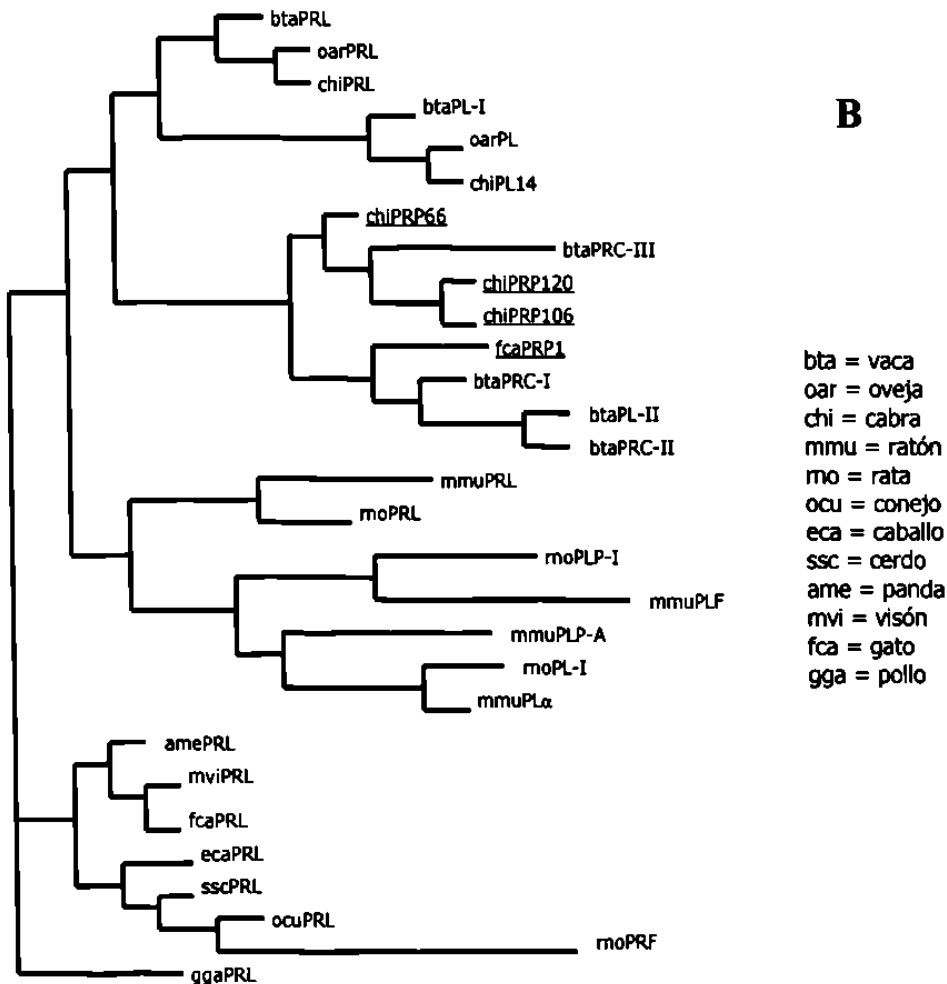 btaPRL
oarPRL
chiPRL
btaPL-I
oarPL
chiPL14
chiPRP66
btaPRC-III
chiPRP120
chiPRP106
fcaPRP1
btaPRC-I
btaPL-II
btaPRC-II
mmuPRL
rnoPRL
rnoPLP-I
mmuPLF
mmuPLP-A
rnoPL-I
mmuPLα
amePRL
mviPRL
fcaPRL
ecaPRL
sscPRL
ocuPRL
rnoPRF
ggaPRL
B
bta = vaca
oar = oveja
chi = cabra
mmu = ratón
rno = rata
ocu = conejo
eca = caballo
ssc = cerdo
ame = panda
mvi = visón
fca = gato
gga = pollo